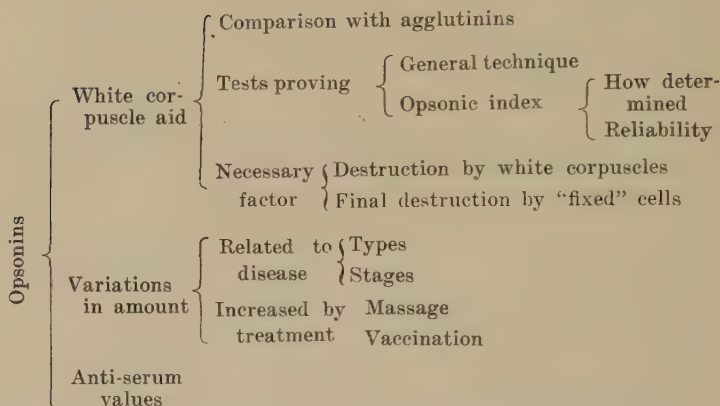 Opsonins
White cor-
puscle aid
Comparison with agglutinins
Tests proving
General technique
Opsonic index
How deter-
mined
Reliability
Necessary
factor
Destruction by white corpuscles
Final destruction by “fixed” cells
Variations
in amount
Related to
disease
Types
Stages
Increased by
treatment
Massage
Vaccination
Anti-serum
values